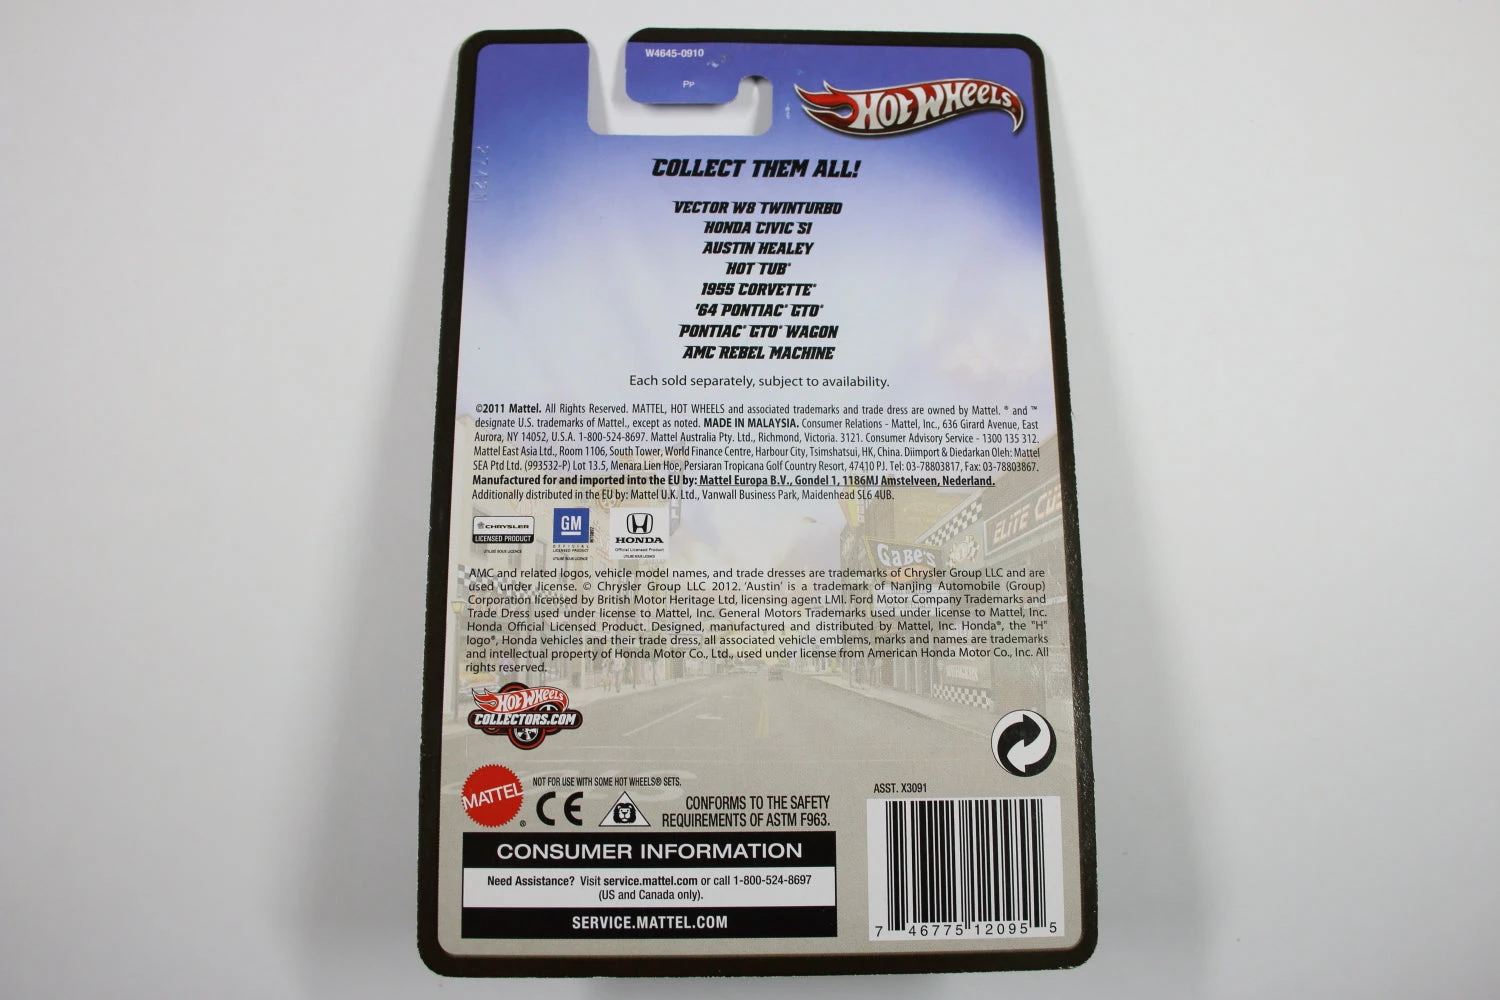 W4645-0910
PP
HOT WHEELS
COLLECT THEM ALL!
VECTOR W8 TWINTURBO
HONDA CIVIC SI
AUSTIN HEALEY
HOT TUB®
1955 CORVETTE®
'64 PONTIAC® GTO®
PONTIAC® GTO® WAGON
AMC REBEL MACHINE
Each sold separately, subject to availability.
©2011 Mattel. All Rights Reserved. MATTEL, HOT WHEELS and associated trademarks and trade dress are owned by Mattel. ® and ™
designate U.S. trademarks of Mattel., except as noted. MADE IN MALAYSIA. Consumer Relations - Mattel, Inc., 636 Girard Avenue, East
Aurora, NY 14052, U.S.A. 1-800-524-8697. Mattel Australia Pty. Ltd., Richmond, Victoria. 3121. Consumer Advisory Service - 1300 135 312.
Mattel East Asia Ltd., Room 1106, South Tower, World Finance Centre, Harbour City, Tsimshatsui, HK, China. Diimport & Diedarkan Oleh: Mattel
SEA Ptd Ltd. (993532-P) Lot 13.5, Menara Lien Hoe, Persiaran Tropicana Golf Country Resort, 47410 PJ. Tel: 03-78803817, Fax: 03-78803867.
Manufactured for and imported into the EU by: Mattel Europa B.V., Gondel 1, 1186MJ Amstelveen, Nederland.
Additionally distributed in the EU by: Mattel U.K. Ltd., Vanwall Business Park, Maidenhead SL6 4UB.
CHRYSLER
LICENSED PRODUCT
UTILISÉ SOUS LICENCE
GM
OFFICIAL
LICENSED PRODUCT
UTILISÉ SOUS LICENCE
HONDA
Official Licensed Product
UTILISÉ SOUS LICENCE
GABE'S
ELITE
AMC and related logos, vehicle model names, and trade dresses are trademarks of Chrysler Group LLC and are
used under license. © Chrysler Group LLC 2012. 'Austin' is a trademark of Nanjing Automobile (Group)
Corporation licensed by British Motor Heritage Ltd, licensing agent LMI. Ford Motor Company Trademarks and
Trade Dress used under license to Mattel, Inc. General Motors Trademarks used under license to Mattel, Inc.
Honda Official Licensed Product. Designed, manufactured and distributed by Mattel, Inc. Honda®, the "H"
logo®, Honda vehicles and their trade dress, all associated vehicle emblems, marks and names are trademarks
and intellectual property of Honda Motor Co., Ltd., used under license from American Honda Motor Co., Inc. All
rights reserved.
HOT WHEELS
COLLECTORS.COM
MATTEL®
NOT FOR USE WITH SOME HOT WHEELS® SETS.
CE
CONFORMS TO THE SAFETY
REQUIREMENTS OF ASTM F963.
CONSUMER INFORMATION
Need Assistance? Visit service.mattel.com or call 1-800-524-8697
(US and Canada only).
SERVICE.MATTEL.COM
ASST. X3091
7 46775 12095 5